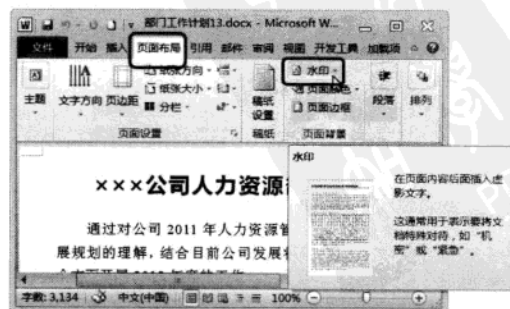 部门工作计划13.docx - Microsoft W...
文件 开始 插入 页面布局 引用 邮件 审阅 视图 开发工具 加载项
主题 文字方向 页边距 纸张方向 纸张大小 分栏 稿纸设置 水印 页面颜色 页面边框 段落 排列
页面设置 稿纸 页面背景
×××公司人力资源
通过对公司 2011 年人力资源管
展规划的理解，结合目前公司发展
水印
在页面内容后面插入虚
影文字。
这通常用于表示要将文
档特殊对待，如“机
密”或“紧急”。
字数: 3,134 中文(中国) 100%